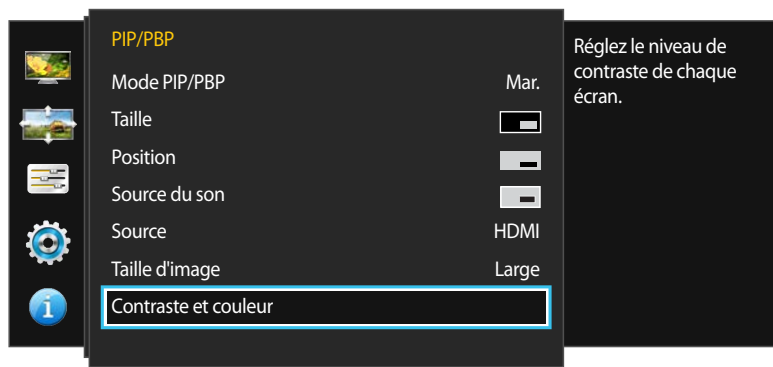 PIP/PBP
Mode PIP/PBP Mar.
Taille
Position
Source du son
Source HDMI
Taille d'image Large
Contraste et couleur
Réglez le niveau de
contraste de chaque
écran.